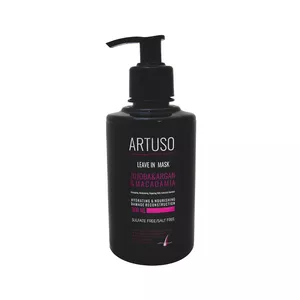 ARTUSO
LEAVE IN MASK
JOJOBA&ARGAN
& MACADAMIA
HYDRATING & NOURISHING
DAMAGE RECONSTRUCTION
SULFATE FREE/SALT FREE